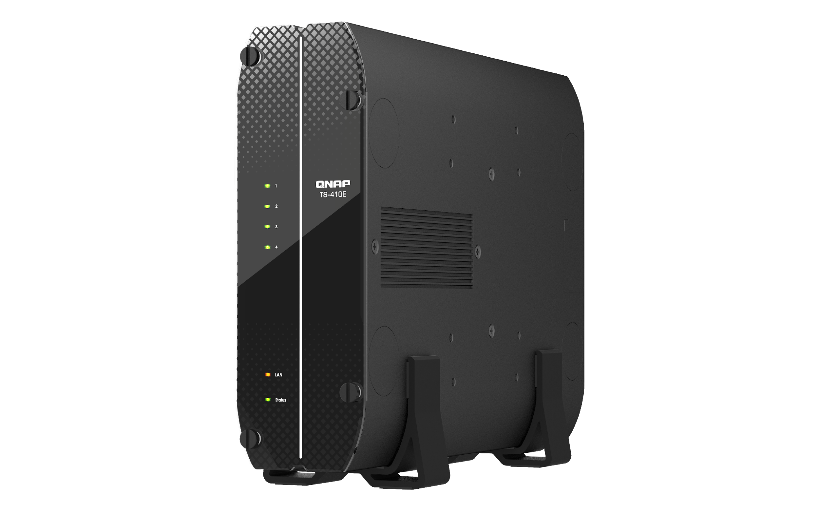 QNAP
TS-410E
1
2
3
4
LAN
Status